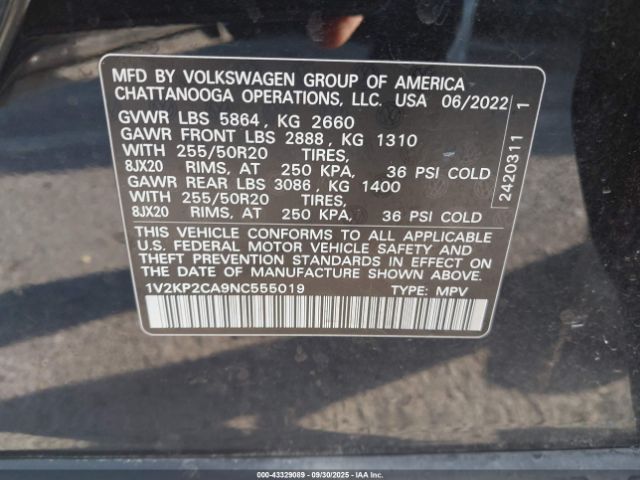 MFD BY VOLKSWAGEN GROUP OF AMERICA
CHATTANOOGA OPERATIONS, LLC. USA 06/2022
GVWR LBS 5864, KG 2660
GAWR FRONT LBS 2888, KG 1310
WITH 255/50R20 TIRES,
8JX20 RIMS, AT 250 KPA, 36 PSI COLD
GAWR REAR LBS 3086, KG 1400
WITH 255/50R20 TIRES,
8JX20 RIMS, AT 250 KPA, 36 PSI COLD
THIS VEHICLE CONFORMS TO ALL APPLICABLE
U.S. FEDERAL MOTOR VEHICLE SAFETY AND
THEFT PREVENTION STANDARDS IN EFFECT ON THE
DATE OF MANUFACTURE SHOWN ABOVE.
1V2KP2CA9NC555019 TYPE: MPV
2420311 1
000-43329089 - 09/30/2025 - IAAI.com